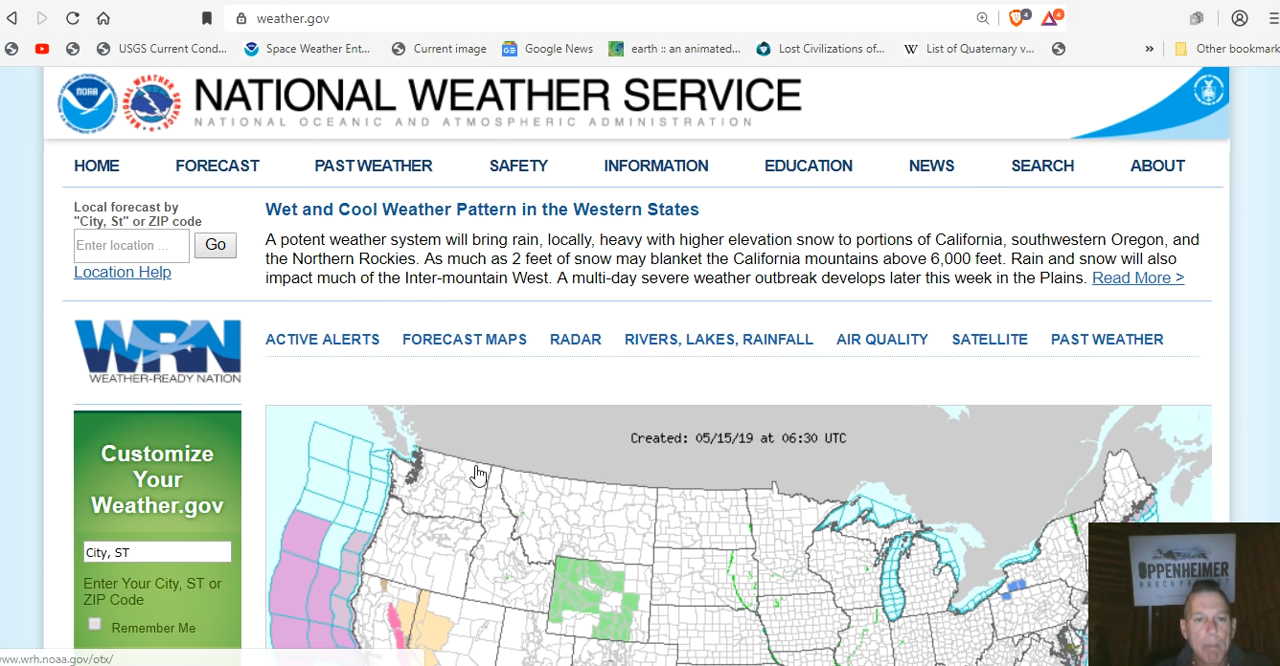 weather.gov
4
4
USGS Current Cond...
Space Weather Ent...
Current image
Google News
earth :: an animated...
Lost Civilizations of...
W
List of Quaternary v...
»
Other bookmark
NOAA
NATIONAL WEATHER SERVICE
NATIONAL OCEANIC AND ATMOSPHERIC ADMINISTRATION
HOME
FORECAST
PAST WEATHER
SAFETY
INFORMATION
EDUCATION
NEWS
SEARCH
ABOUT
Local forecast by
"City, St" or ZIP code
Enter location ...
Go
Location Help
Wet and Cool Weather Pattern in the Western States
A potent weather system will bring rain, locally, heavy with higher elevation snow to portions of California, southwestern Oregon, and
the Northern Rockies. As much as 2 feet of snow may blanket the California mountains above 6,000 feet. Rain and snow will also
impact much of the Inter-mountain West. A multi-day severe weather outbreak develops later this week in the Plains. Read More >
WRN
WEATHER-READY NATION
ACTIVE ALERTS
FORECAST MAPS
RADAR
RIVERS, LAKES, RAINFALL
AIR QUALITY
SATELLITE
PAST WEATHER
Customize
Your
Weather.gov
City, ST
Enter Your City, ST or
ZIP Code
Remember Me
Created: 05/15/19 at 06:30 UTC
OPPENHEIMER
www.wrh.noaa.gov/otx/